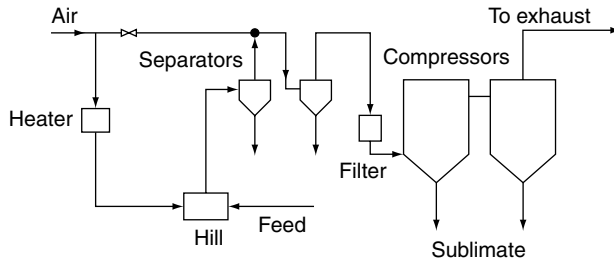 Air
To exhaust
Separators
Compressors
Heater
Filter
Feed
Hill
Sublimate